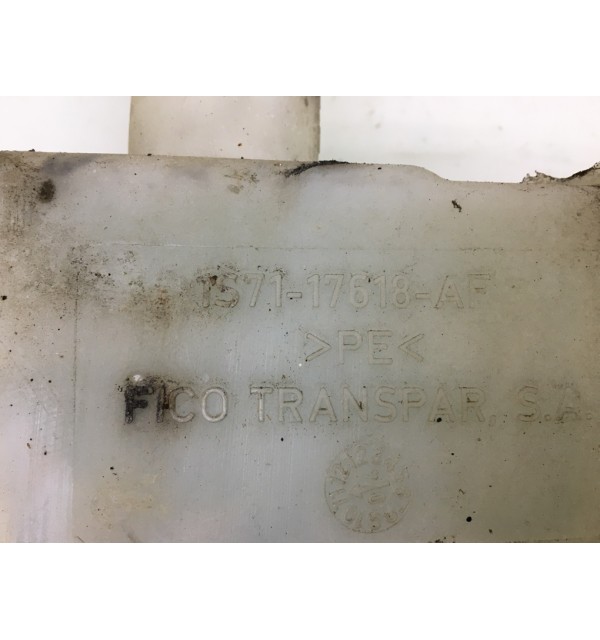 1S71-17618-AF
>PE<
FICO TRANSPAR, S.A.